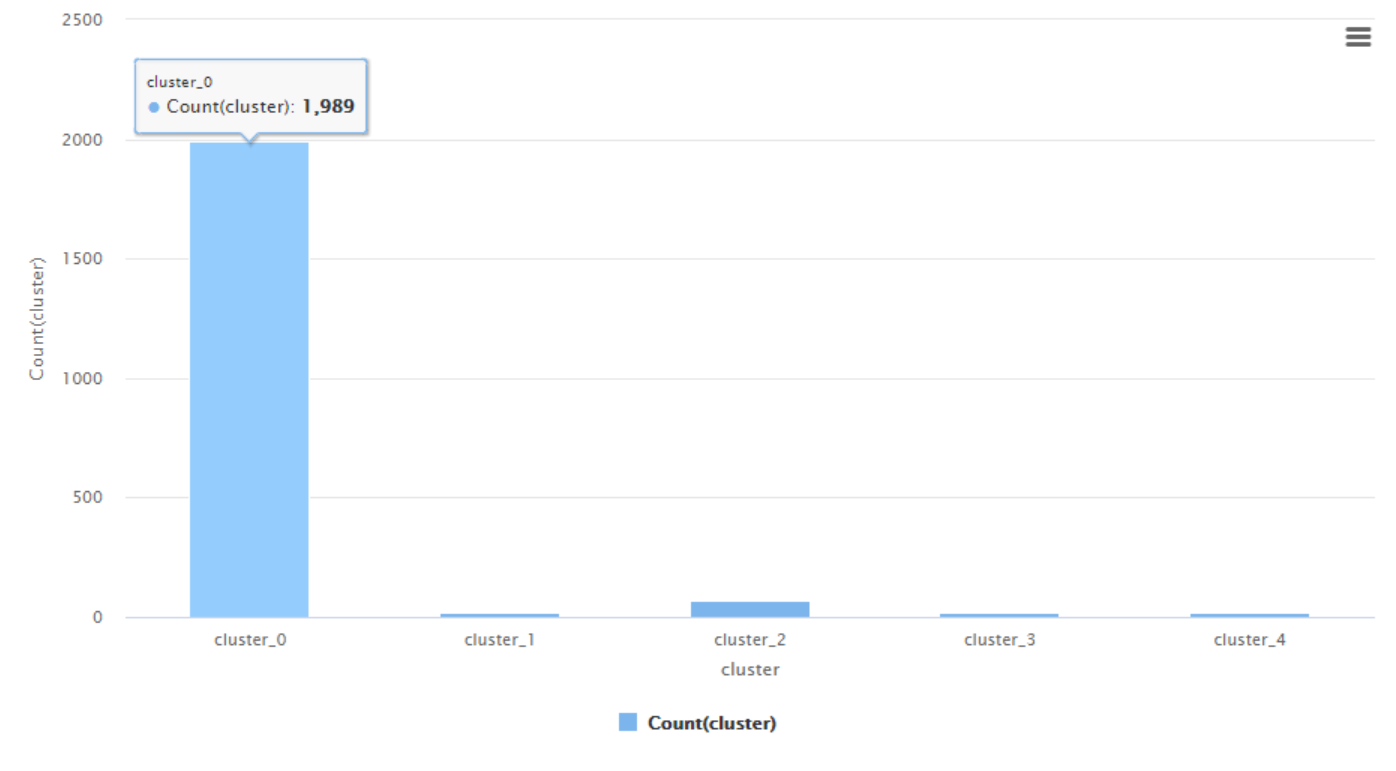 2500
cluster_0
Count(cluster): 1,989
2000
1500
Count(cluster)
1000
500
0
cluster_0 cluster_1 cluster_2 cluster_3 cluster_4
cluster
Count(cluster)